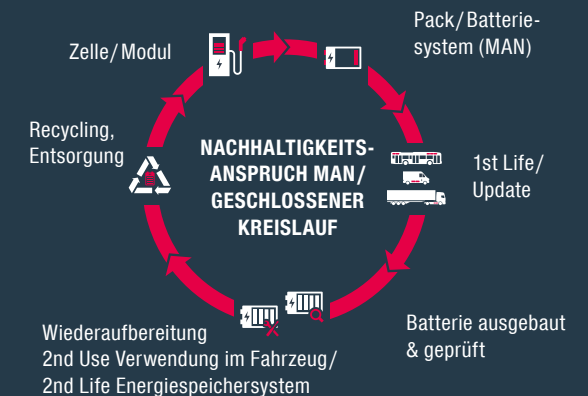 Zelle/Modul
Pack/Batterie-
system (MAN)
Recycling,
Entsorgung
NACHHALTIGKEITS-
ANSPRUCH MAN/
GESCHLOSSENER
KREISLAUF
1st Life/
Update
Wiederaufbereitung
2nd Use Verwendung im Fahrzeug/
2nd Life Energiespeichersystem
Batterie ausgebaut
& geprüft